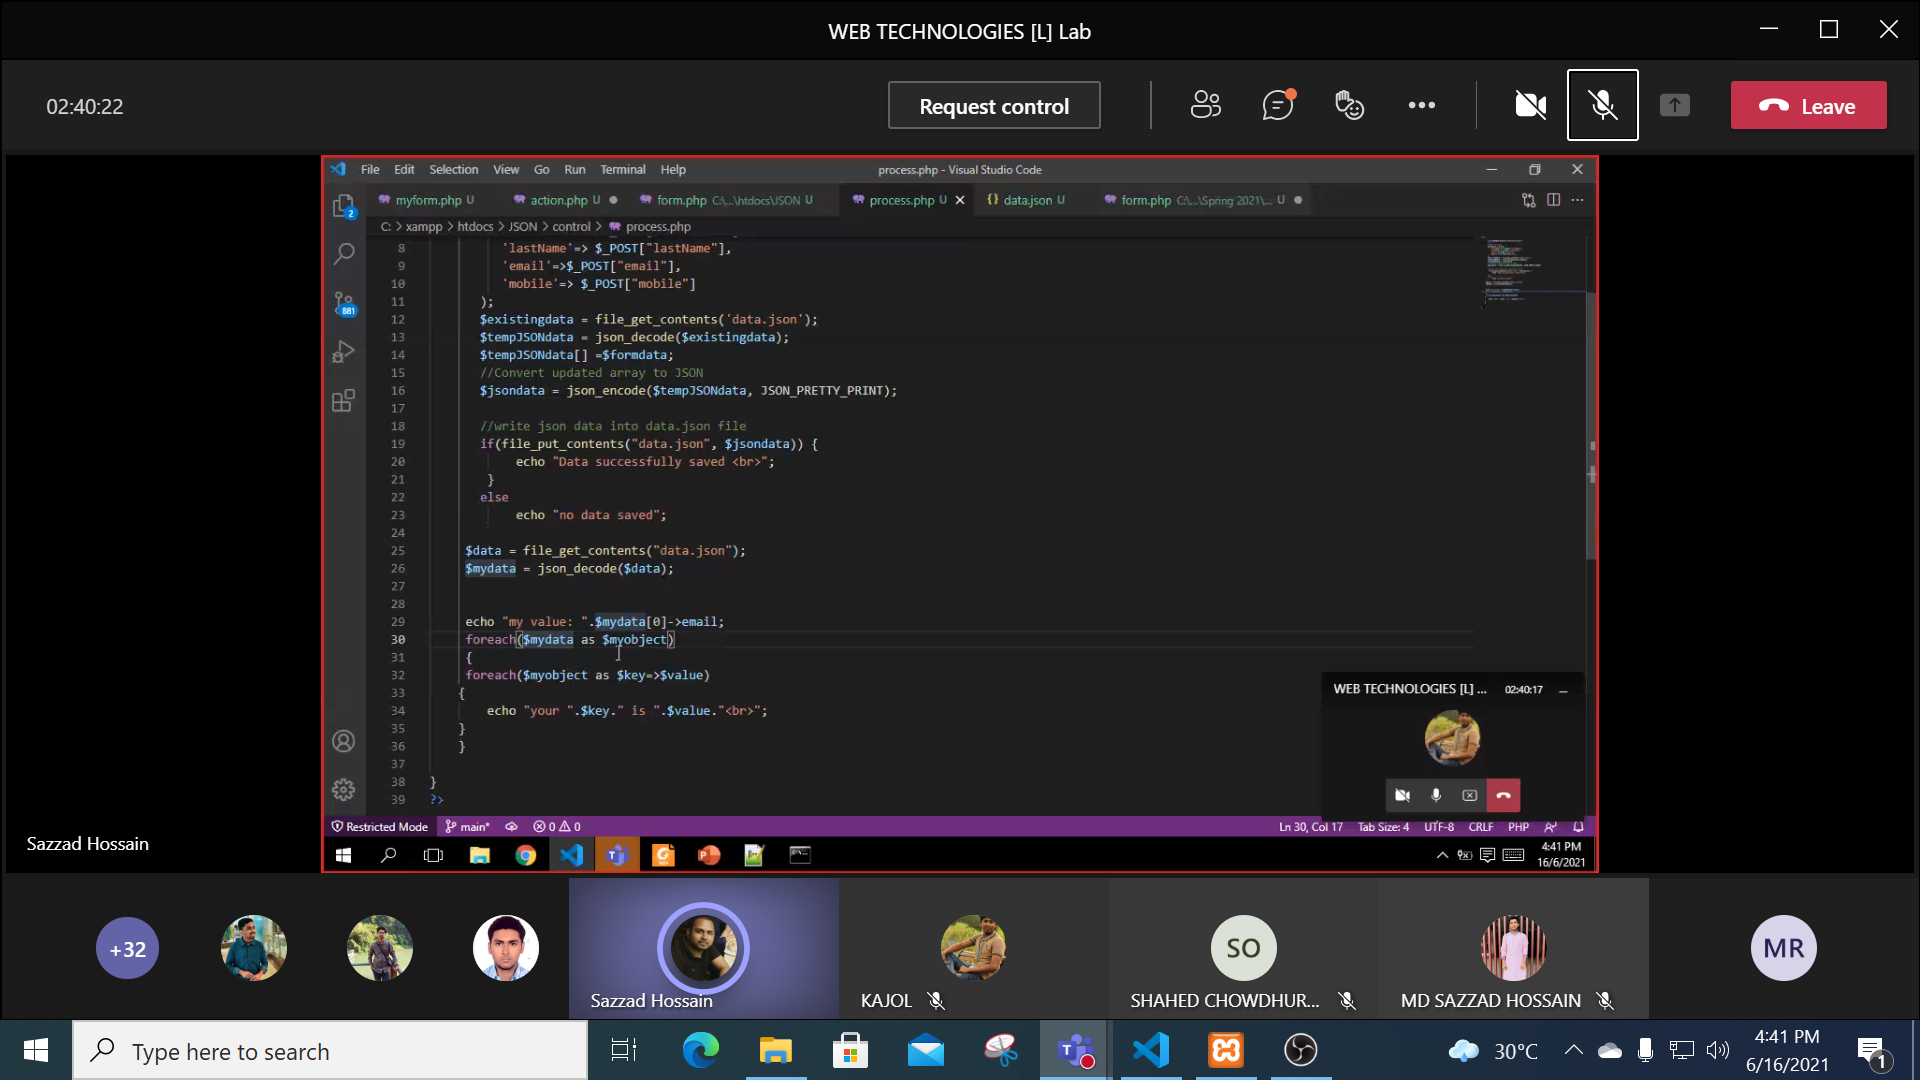 WEB TECHNOLOGIES [L] Lab
02:40:22
Request control
Leave
File Edit Selection View Go Run Terminal Help
process.php - Visual Studio Code
2
myform.php U
action.php U
form.php C:\...\htdocs\JSON U
process.php U
{} data.json U
form.php C:\...\Spring 2021\... U
C: > xampp > htdocs > JSON > control > process.php
8 'lastName'=> $_POST["lastName"],
9 'email'=>$_POST["email"],
10 'mobile'=> $_POST["mobile"]
11 );
12 $existingdata = file_get_contents('data.json');
13 $tempJSONdata = json_decode($existingdata);
14 $tempJSONdata[] =$formdata;
15 //Convert updated array to JSON
16 $jsondata = json_encode($tempJSONdata, JSON_PRETTY_PRINT);
17
18 //write json data into data.json file
19 if(file_put_contents("data.json", $jsondata)) {
20 echo "Data successfully saved <br>";
21 }
22 else
23 echo "no data saved";
24
25 $data = file_get_contents("data.json");
26 $mydata = json_decode($data);
27
28
29 echo "my value: ".$mydata[0]->email;
30 foreach($mydata as $myobject)
31 {
32 foreach($myobject as $key=>$value)
33 {
34 echo "your ".$key." is ".$value."<br>";
35 }
36 }
37
38 }
39 ?>
881
WEB TECHNOLOGIES [L] ... 02:40:17
Restricted Mode main* 0 0
Ln 30, Col 17 Tab Size: 4 UTF-8 CRLF PHP
4:41 PM
16/6/2021
Sazzad Hossain
+32
Sazzad Hossain
KAJOL
SO
SHAHED CHOWDHUR...
MD SAZZAD HOSSAIN
MR
Type here to search
30°C
4:41 PM
6/16/2021
1